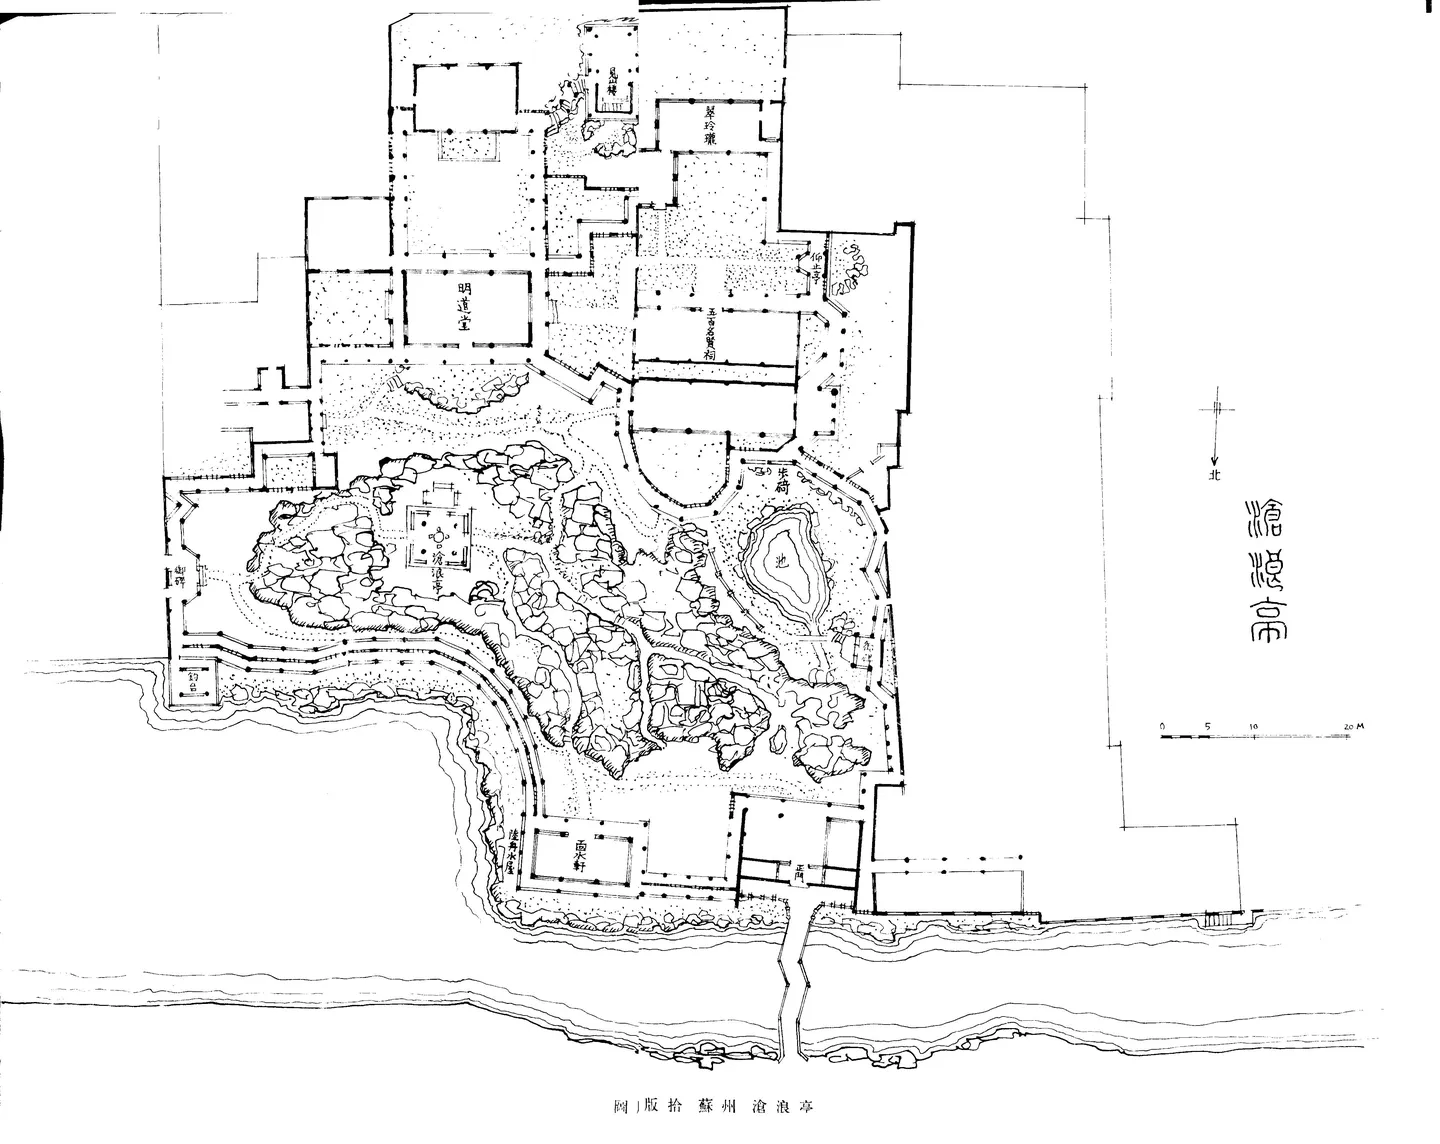 見山樓
翠玲瓏
仰止亭
明道堂
五百名賢祠
步碕
池
滄浪亭
御碑
釣台
陸舟水屋
面水軒
正門
北
滄浪亭
0 5 10 20 M
圖版拾 蘇州 滄浪亭